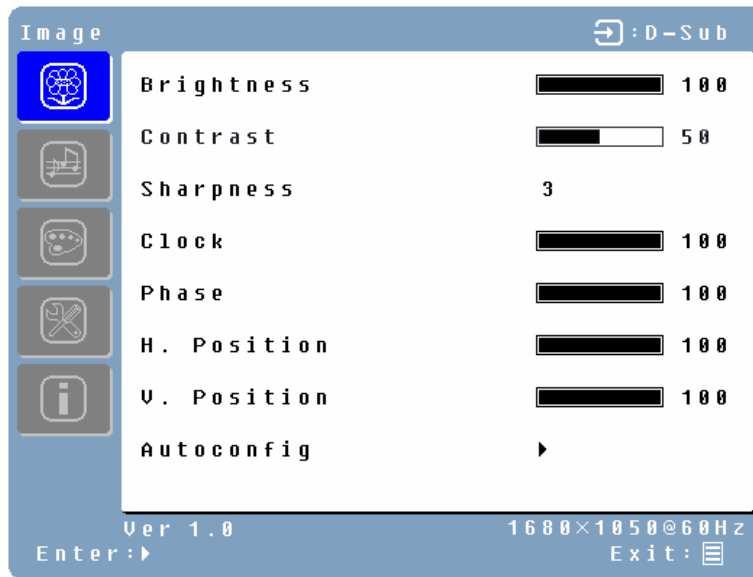 Image :D-Sub
Brightness 100
Contrast 50
Sharpness 3
Clock 100
Phase 100
H. Position 100
V. Position 100
Autoconfig
Ver 1.0 1680×1050@60Hz
Enter: Exit: